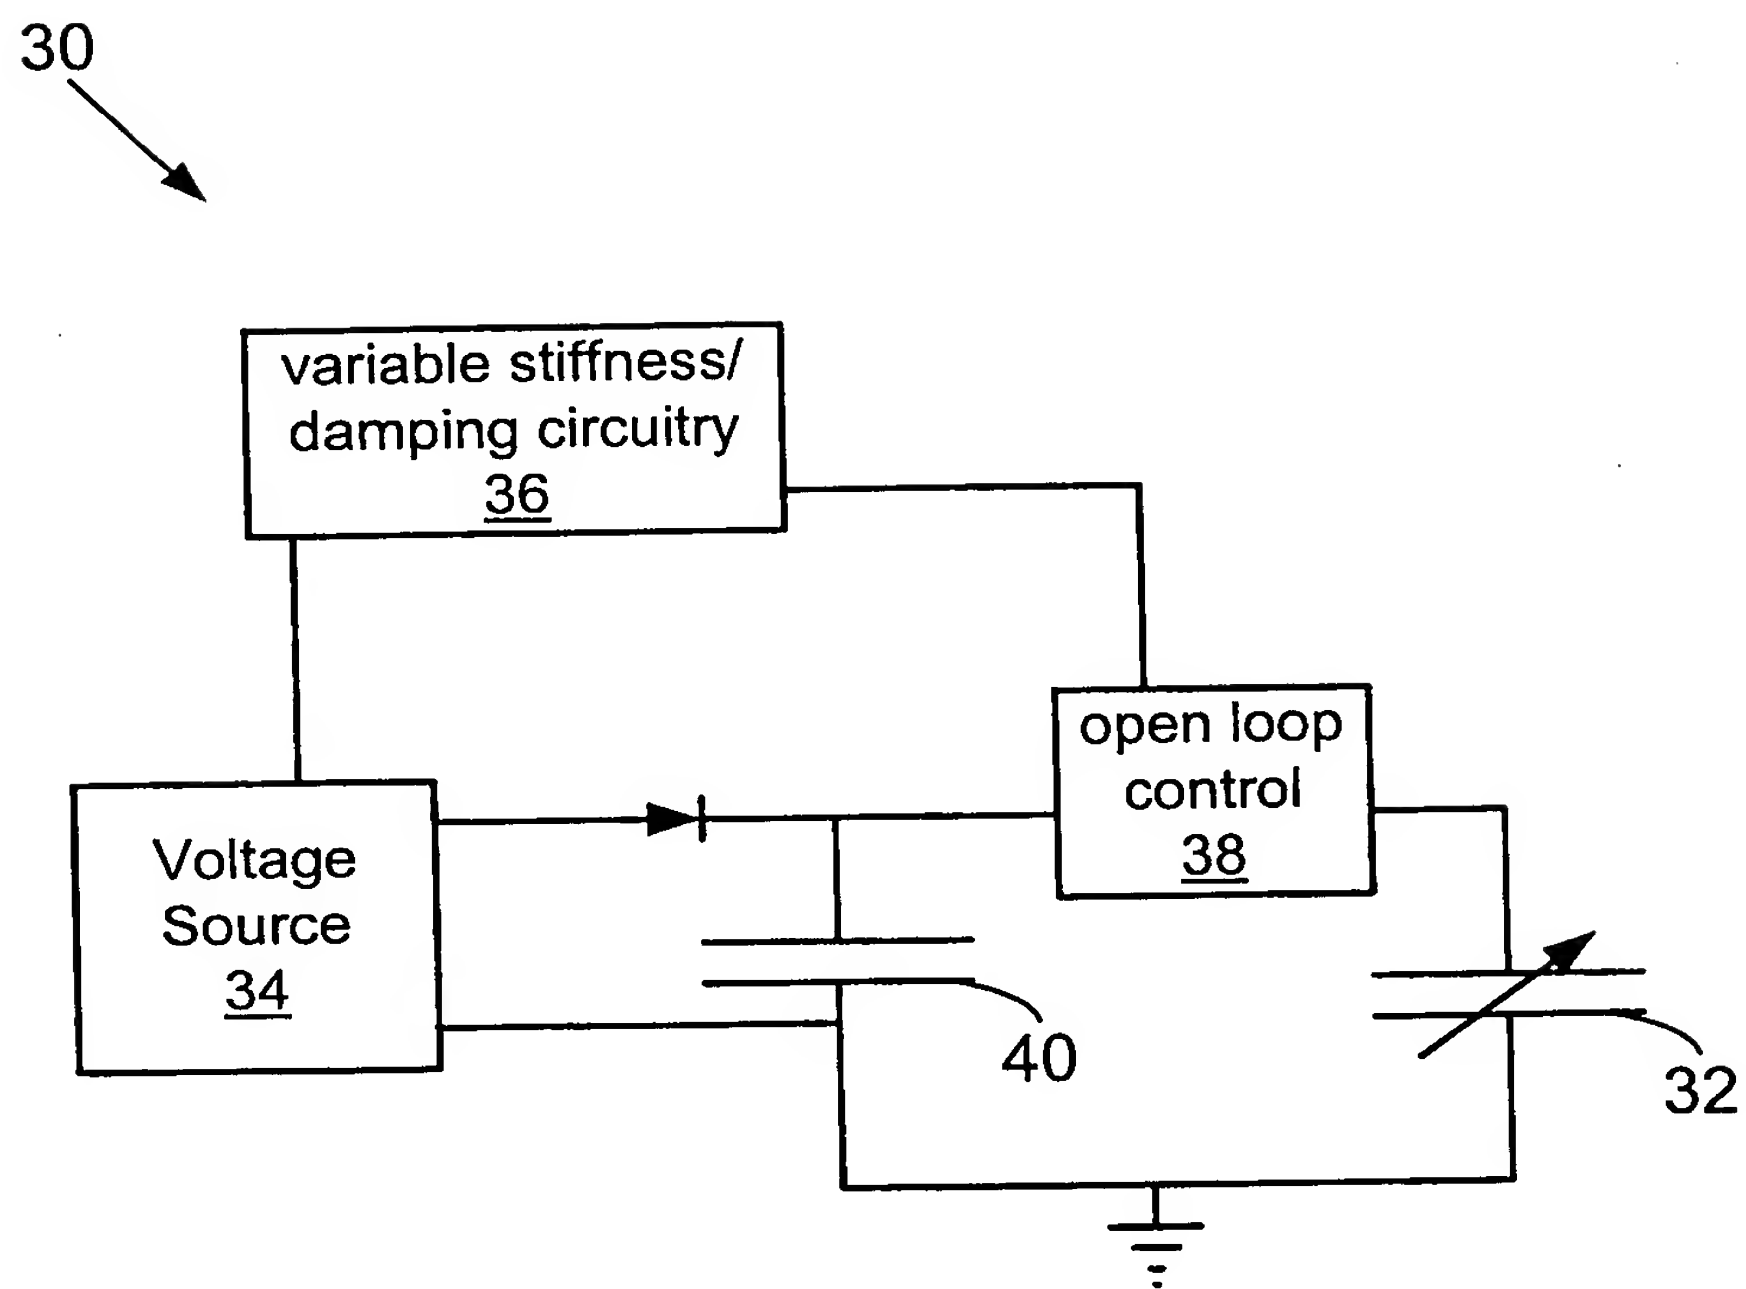 30
variable stiffness/
damping circuitry
36
open loop
control
38
Voltage
Source
34
40
32